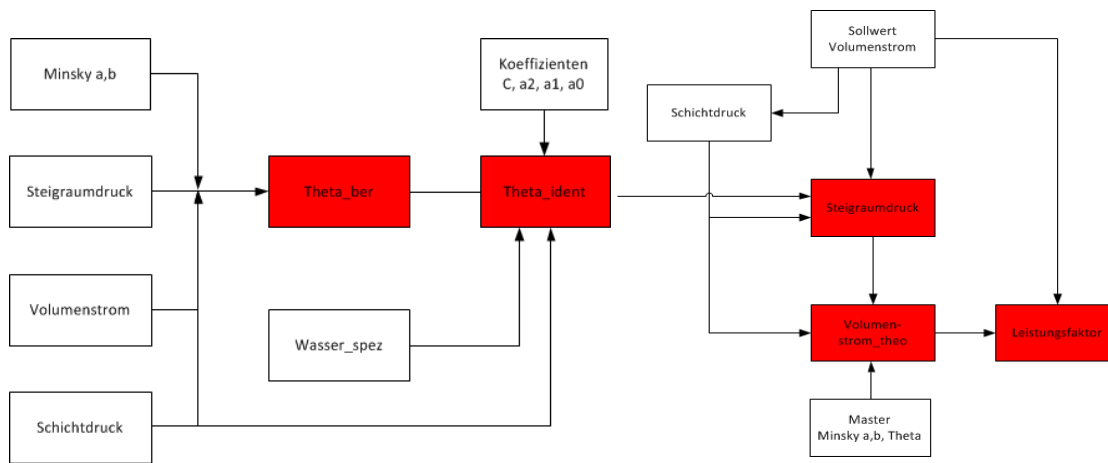 Minsky a,b
Steigraumdruck
Volumenstrom
Schichtdruck
Theta_ber
Wasser_spez
Koeffizienten
C, a2, a1, a0
Theta_ident
Sollwert
Volumenstrom
Schichtdruck
Steigraumdruck
Volumen-
strom_theo
Leistungsfaktor
Master
Minsky a,b, Theta